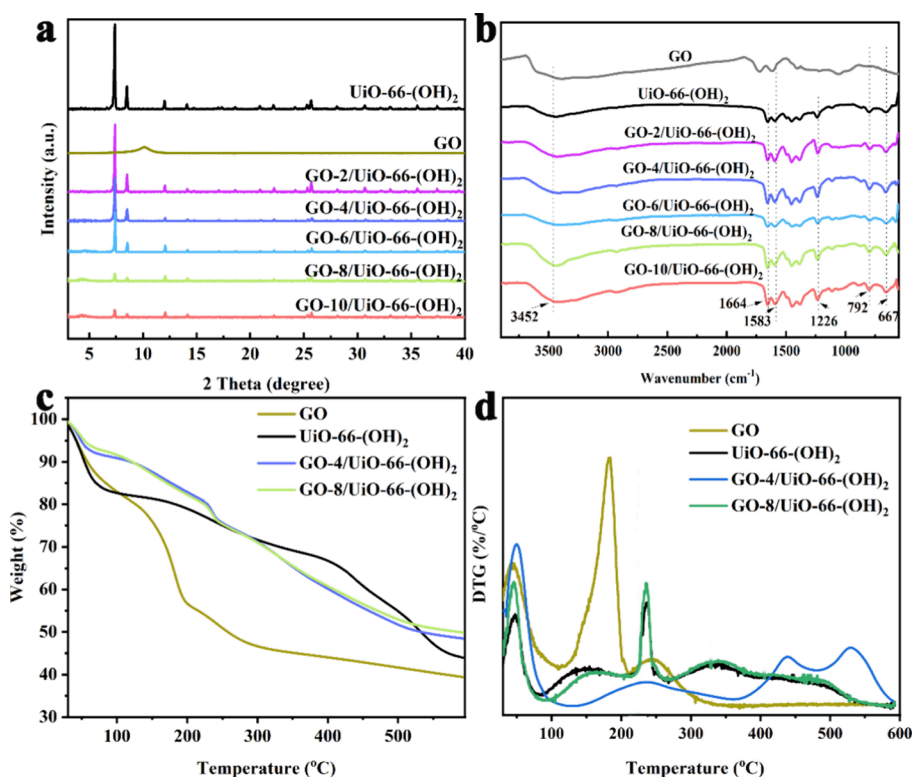 a
UiO-66-(OH)₂
GO
GO-2/UiO-66-(OH)₂
GO-4/UiO-66-(OH)₂
GO-6/UiO-66-(OH)₂
GO-8/UiO-66-(OH)₂
GO-10/UiO-66-(OH)₂
Intensity (a.u.)
5 10 15 20 25 30 35 40
2 Theta (degree)
b
GO
UiO-66-(OH)₂
GO-2/UiO-66-(OH)₂
GO-4/UiO-66-(OH)₂
GO-6/UiO-66-(OH)₂
GO-8/UiO-66-(OH)₂
GO-10/UiO-66-(OH)₂
3452 1664 1583 1226 792 667
3500 3000 2500 2000 1500 1000
Wavenumber (cm⁻¹)
c
GO
UiO-66-(OH)₂
GO-4/UiO-66-(OH)₂
GO-8/UiO-66-(OH)₂
100
90
80
70
60
50
40
30
Weight (%)
100 200 300 400 500
Temperature (°C)
d
GO
UiO-66-(OH)₂
GO-4/UiO-66-(OH)₂
GO-8/UiO-66-(OH)₂
DTG (%/°C)
100 200 300 400 500 600
Temperature (°C)